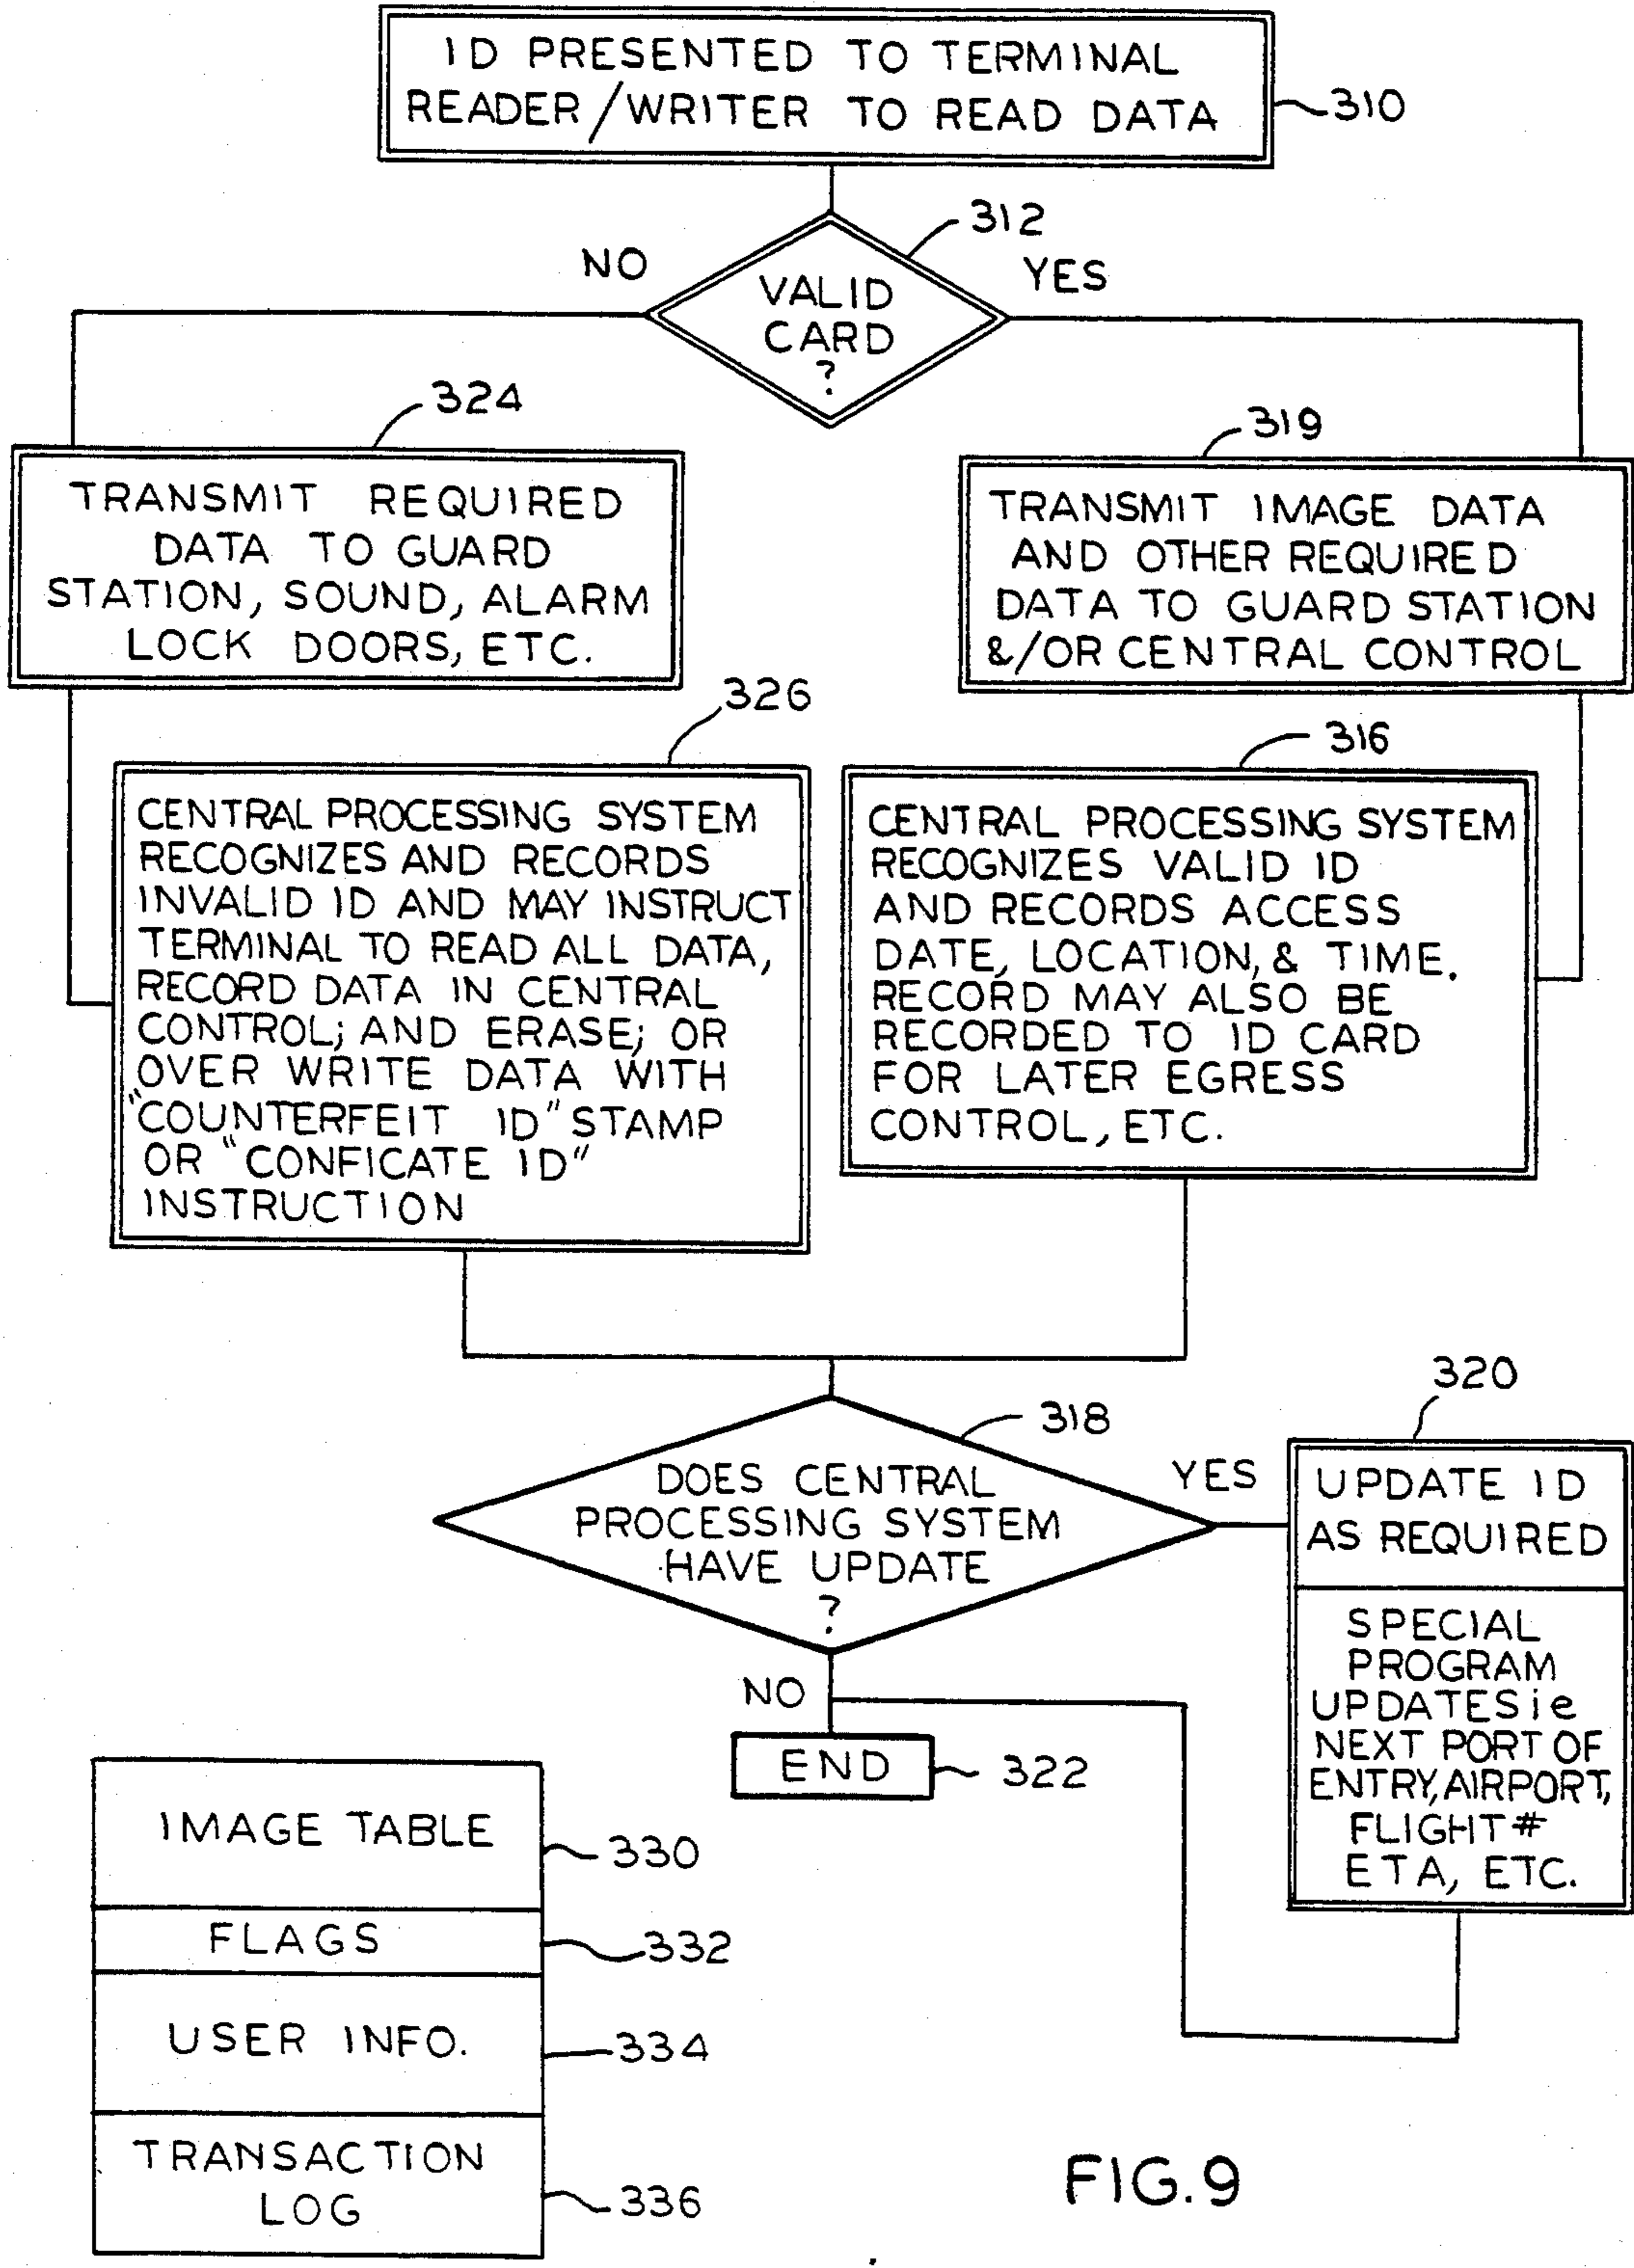 ID PRESENTED TO TERMINAL
READER/WRITER TO READ DATA
310
312
NO
YES
VALID
CARD
?
324
TRANSMIT REQUIRED
DATA TO GUARD
STATION, SOUND, ALARM
LOCK DOORS, ETC.
319
TRANSMIT IMAGE DATA
AND OTHER REQUIRED
DATA TO GUARD STATION
&/OR CENTRAL CONTROL
326
CENTRAL PROCESSING SYSTEM
RECOGNIZES AND RECORDS
INVALID ID AND MAY INSTRUCT
TERMINAL TO READ ALL DATA,
RECORD DATA IN CENTRAL
CONTROL; AND ERASE; OR
OVER WRITE DATA WITH
"COUNTERFEIT ID" STAMP
OR "CONFICATE ID"
INSTRUCTION
316
CENTRAL PROCESSING SYSTEM
RECOGNIZES VALID ID
AND RECORDS ACCESS
DATE, LOCATION, & TIME.
RECORD MAY ALSO BE
RECORDED TO ID CARD
FOR LATER EGRESS
CONTROL, ETC.
318
DOES CENTRAL
PROCESSING SYSTEM
HAVE UPDATE
?
YES
NO
320
UPDATE ID
AS REQUIRED
SPECIAL
PROGRAM
UPDATES ie
NEXT PORT OF
ENTRY, AIRPORT,
FLIGHT #
ETA, ETC.
END
322
IMAGE TABLE
330
FLAGS
332
USER INFO.
334
TRANSACTION
LOG
336
FIG. 9